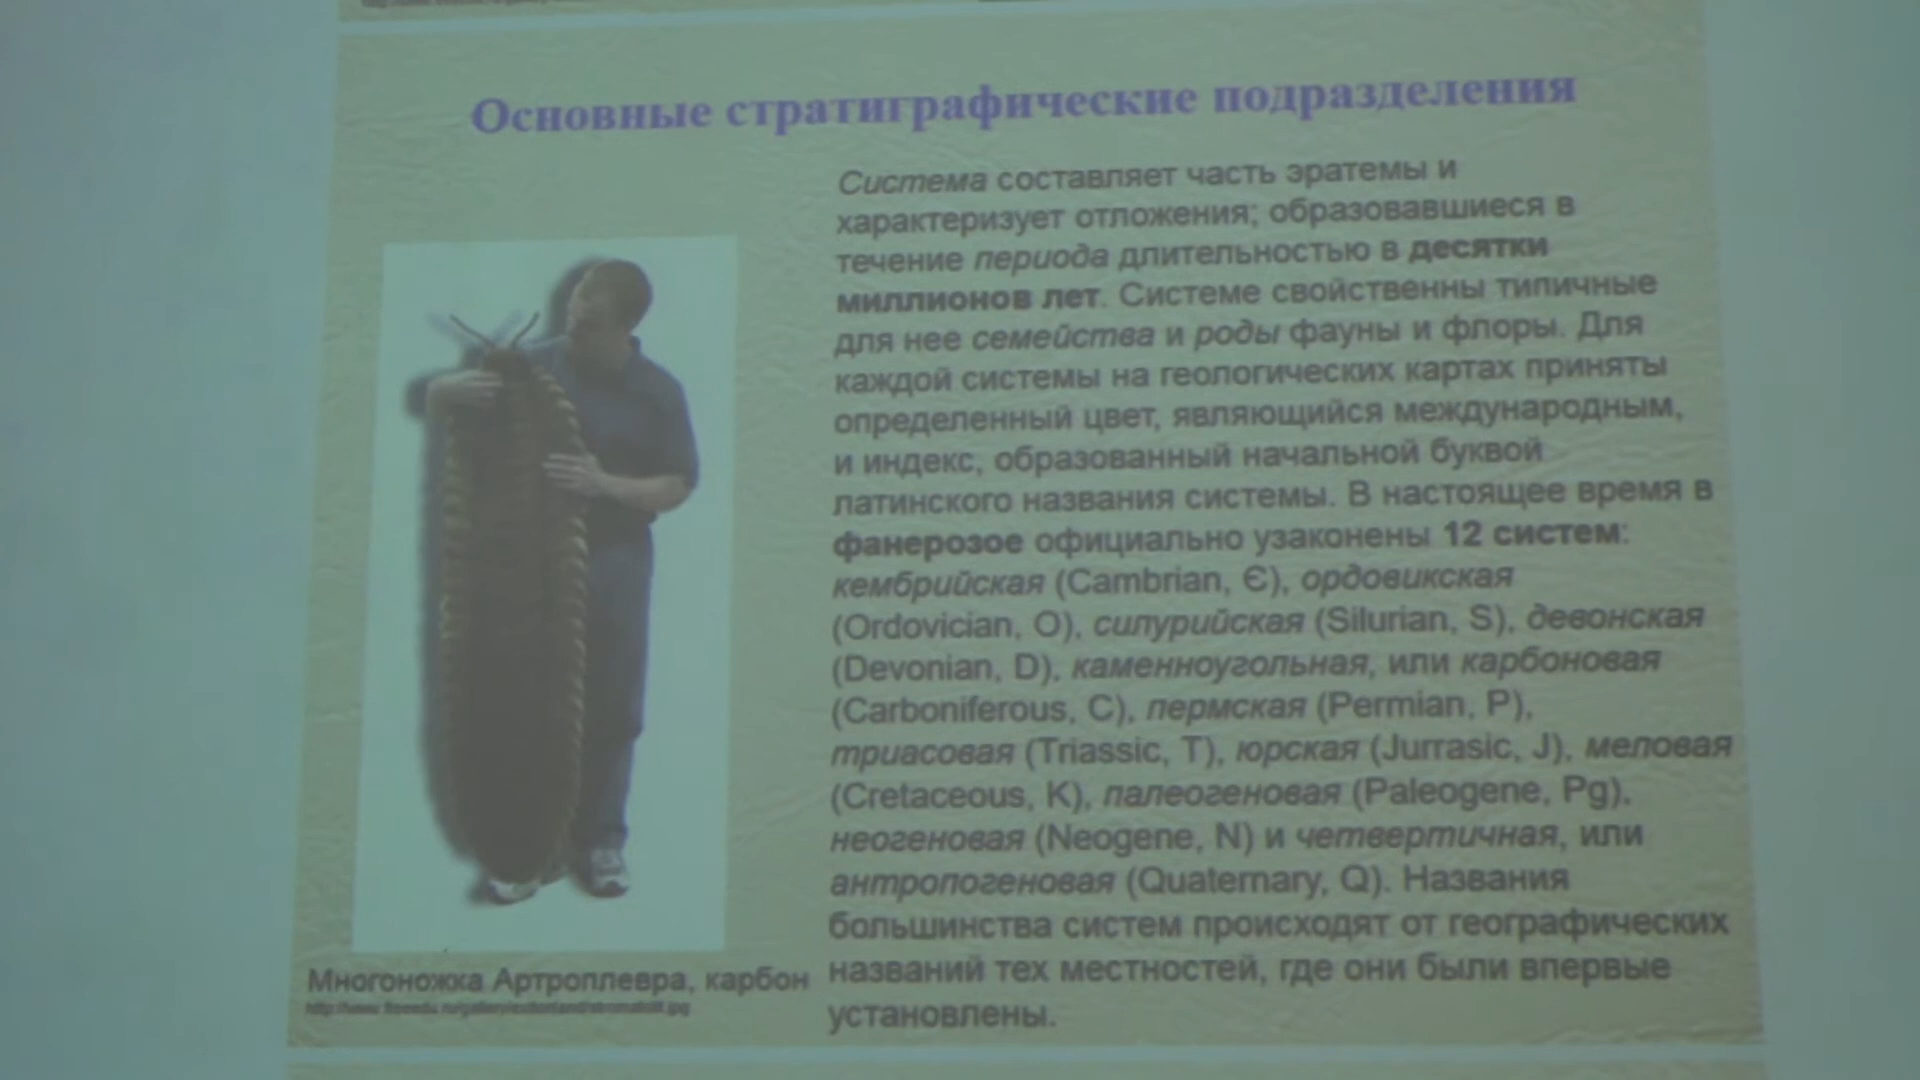 Основные стратиграфические подразделения
Система составляет часть эратемы и
характеризует отложения; образовавшиеся в
течение периода длительностью в десятки
миллионов лет. Системе свойственны типичные
для нее семейства и роды фауны и флоры. Для
каждой системы на геологических картах приняты
определенный цвет, являющийся международным,
и индекс, образованный начальной буквой
латинского названия системы. В настоящее время в
фанерозое официально узаконены 12 систем:
кембрийская (Cambrian, Є), ордовикская
(Ordovician, O), силурийская (Silurian, S), девонская
(Devonian, D), каменноугольная, или карбоновая
(Carboniferous, C), пермская (Permian, P),
триасовая (Triassic, T), юрская (Jurrasic, J), меловая
(Cretaceous, K), палеогеновая (Paleogene, Pg),
неогеновая (Neogene, N) и четвертичная, или
антропогеновая (Quaternary, Q). Названия
большинства систем происходят от географических
названий тех местностей, где они были впервые
установлены.
Многоножка Артроплевра, карбон